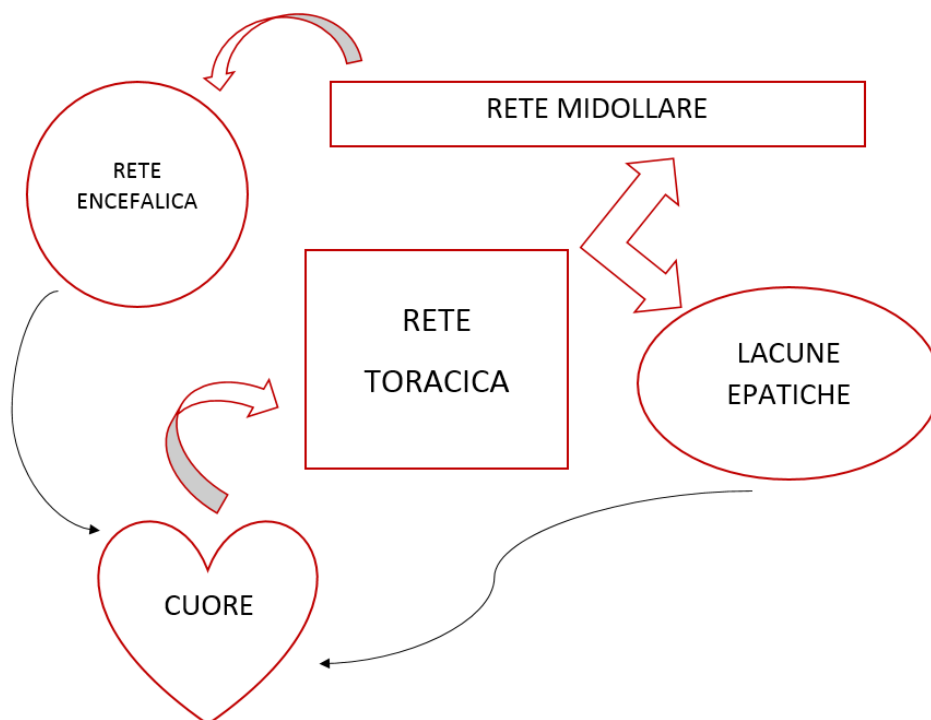 RETE MIDOLLARE
RETE
ENCEFALICA
RETE
TORACICA
LACUNE
EPATICHE
CUORE